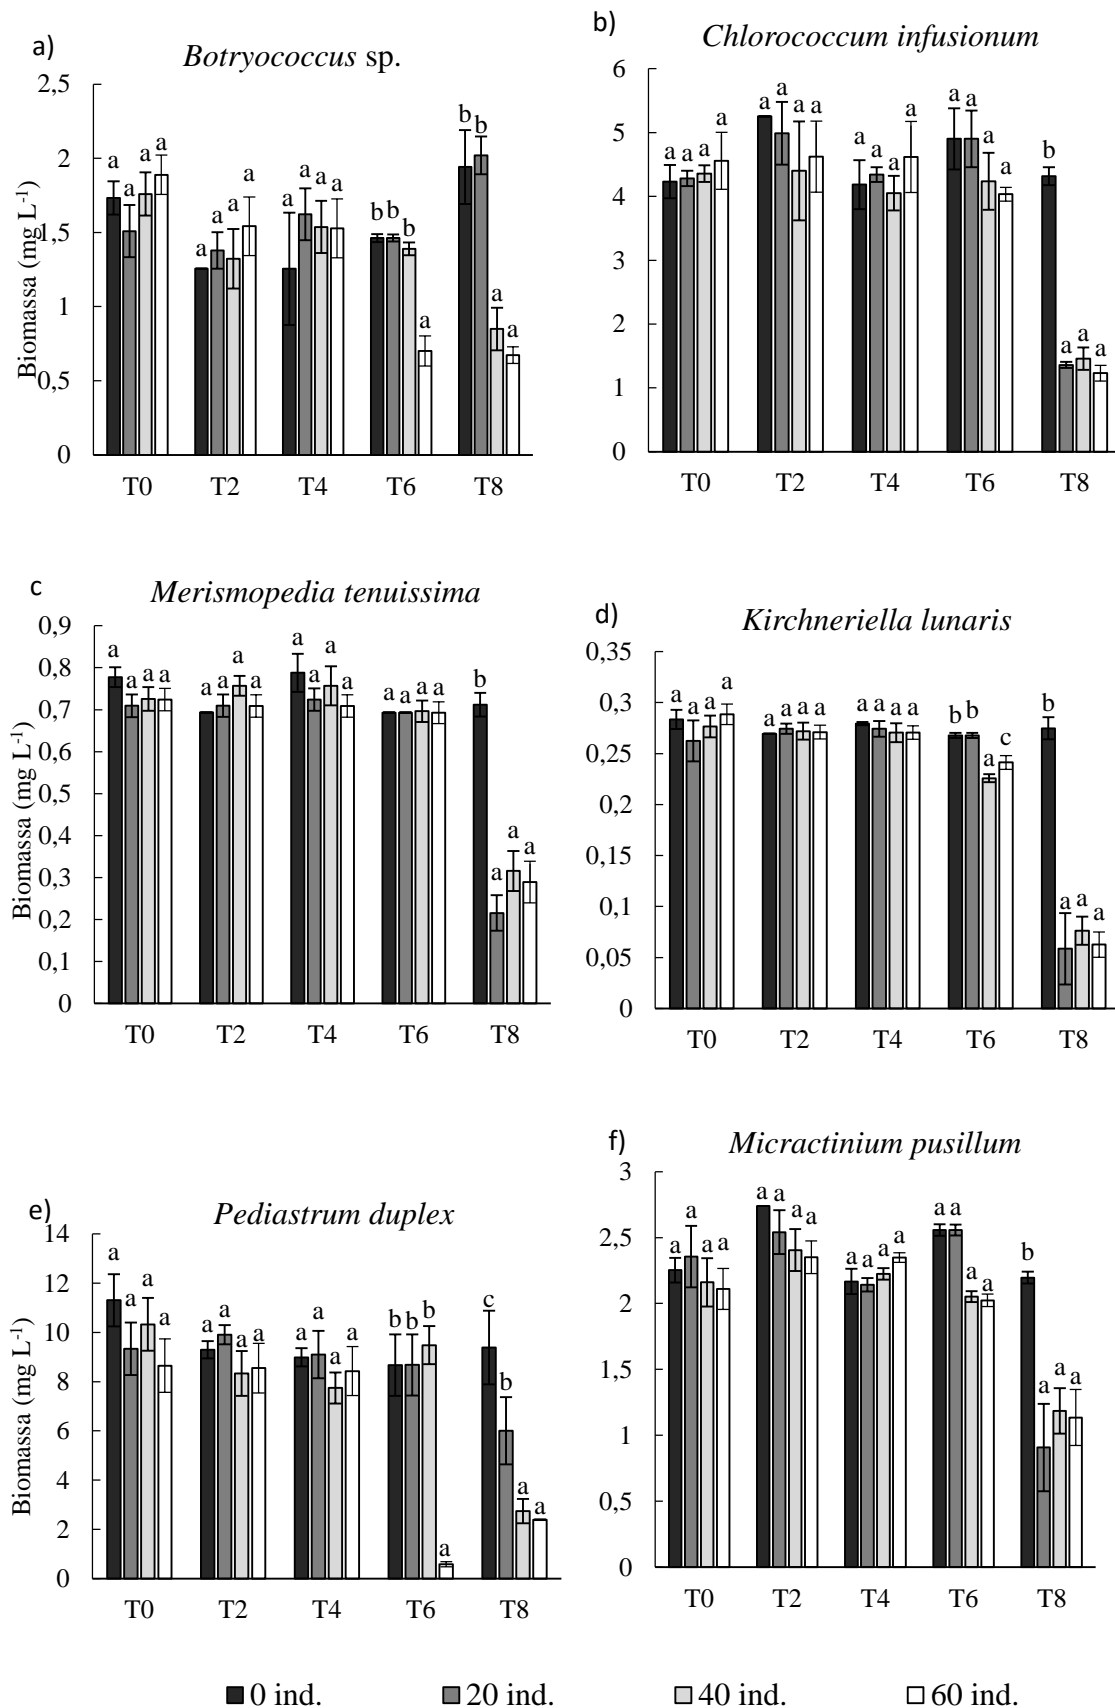 a)
Botryococcus sp.
2,5
2
1,5
1
0,5
0
Biomassa (mg L-1)
a a a a
a a a a
a a a a
b b b a
b b a a
T0 T2 T4 T6 T8
b)
Chlorococcum infusionum
6
5
4
3
2
1
0
a a a a
a a a a
a a a a
a a a a
b a a a
T0 T2 T4 T6 T8
c
Merismopedia tenuissima
0,9
0,8
0,7
0,6
0,5
0,4
0,3
0,2
0,1
0
Biomassa (mg L-1)
a a a a
a a a a
a a a a
a a a a
b a a a
T0 T2 T4 T6 T8
d)
Kirchneriella lunaris
0,35
0,3
0,25
0,2
0,15
0,1
0,05
0
a a a a
a a a a
a a a a
b b a c
b a a a
T0 T2 T4 T6 T8
e)
Pediastrum duplex
14
12
10
8
6
4
2
0
Biomassa (mg L-1)
a a a a
a a a a
a a a a
b b b a
c b a a
T0 T2 T4 T6 T8
f)
Micractinium pusillum
3
2,5
2
1,5
1
0,5
0
a a a a
a a a a
a a a a
a a a a
b a a a
T0 T2 T4 T6 T8
0 ind. 20 ind. 40 ind. 60 ind.